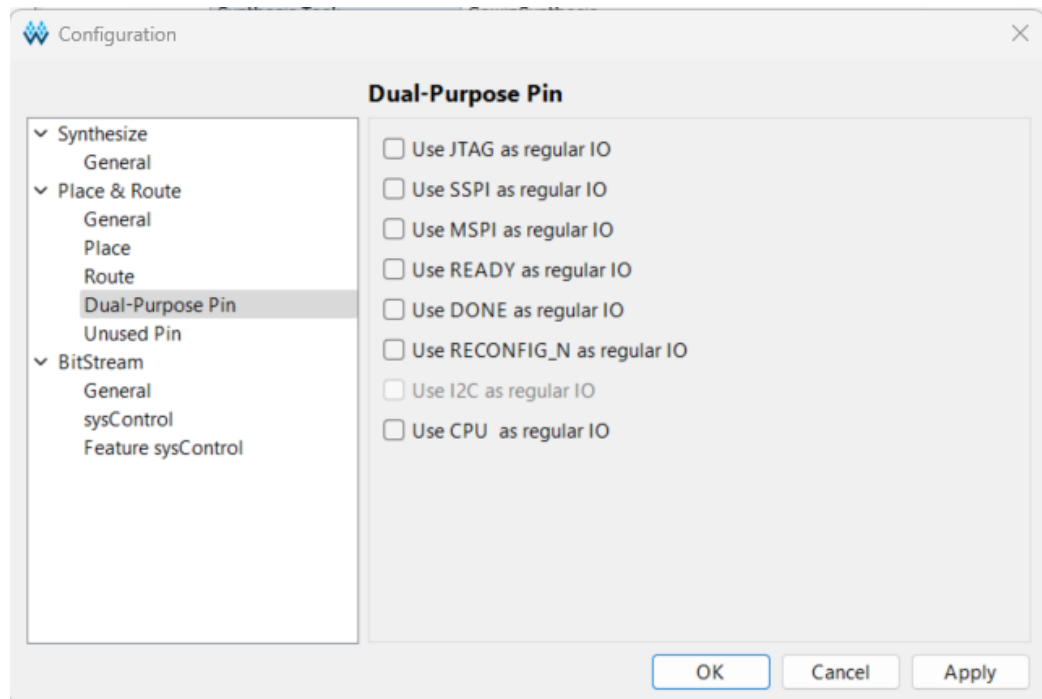 Configuration
Dual-Purpose Pin
Synthesize
General
Place & Route
General
Place
Route
Dual-Purpose Pin
Unused Pin
BitStream
General
sysControl
Feature sysControl
Use JTAG as regular IO
Use SSPI as regular IO
Use MSPI as regular IO
Use READY as regular IO
Use DONE as regular IO
Use RECONFIG_N as regular IO
Use I2C as regular IO
Use CPU  as regular IO
OK
Cancel
Apply